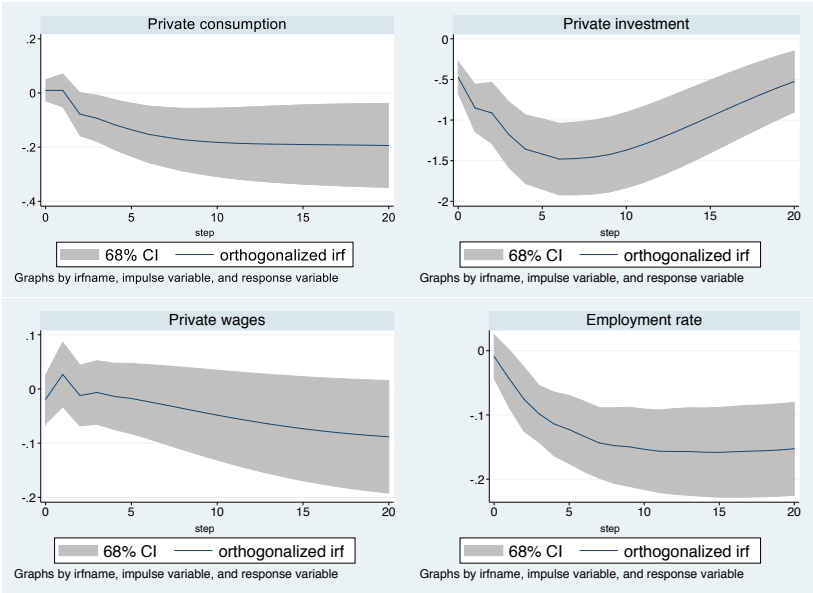 Private consumption
.2
0
-.2
-.4
0 5 10 15 20
step
68% CI orthogonalized irf
Graphs by irfname, impulse variable, and response variable
Private investment
0
-.5
-1
-1.5
-2
0 5 10 15 20
step
68% CI orthogonalized irf
Graphs by irfname, impulse variable, and response variable
Private wages
.1
0
-.1
-.2
0 5 10 15 20
step
68% CI orthogonalized irf
Graphs by irfname, impulse variable, and response variable
Employment rate
0
-.1
-.2
0 5 10 15 20
step
68% CI orthogonalized irf
Graphs by irfname, impulse variable, and response variable